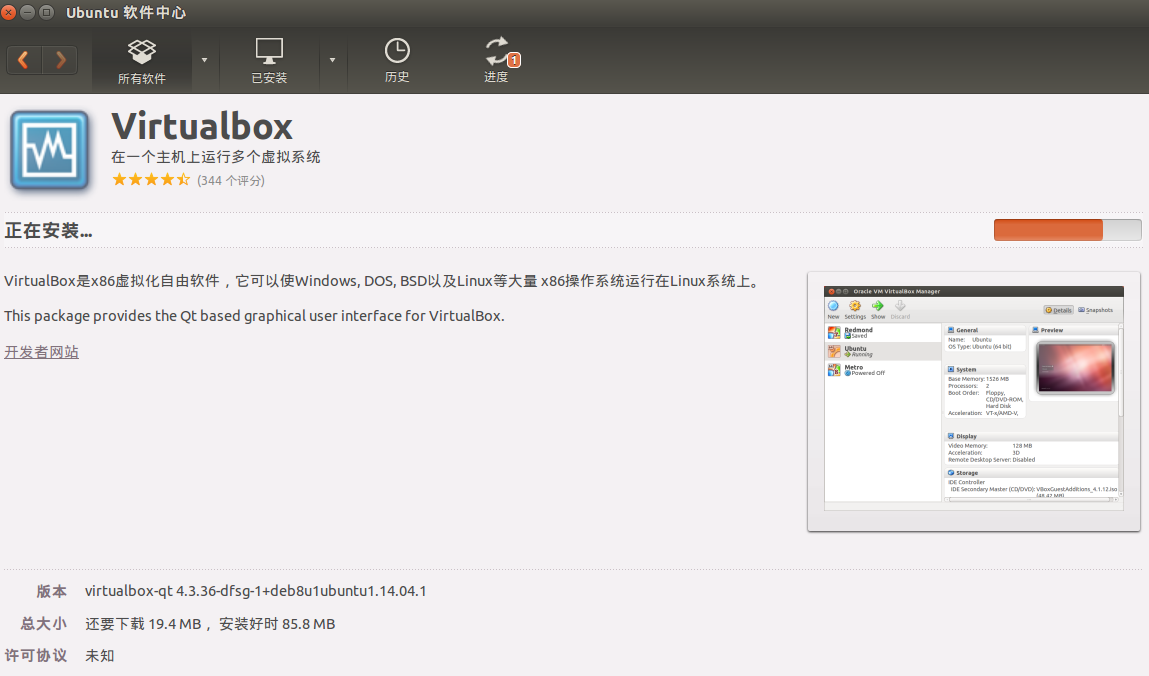 Ubuntu 软件中心
所有软件
已安装
历史
进度
1
Virtualbox
在一个主机上运行多个虚拟系统
(344 个评分)
正在安装...
VirtualBox是x86虚拟化自由软件，它可以使Windows, DOS, BSD以及Linux等大量 x86操作系统运行在Linux系统上。
This package provides the Qt based graphical user interface for VirtualBox.
开发者网站
Oracle VM VirtualBox Manager
New Settings Show Discard
Details Snapshots
Redmond
Saved
Ubuntu
Running
Metro
Powered Off
General
Name: Ubuntu
OS Type: Ubuntu (64 bit)
Preview
System
Base Memory: 1526 MB
Processors: 2
Boot Order: Floppy,
CD/DVD-ROM,
Hard Disk
Acceleration: VT-x/AMD-V,
Display
Video Memory: 128 MB
Acceleration: 3D
Remote Desktop Server: Disabled
Storage
IDE Controller
IDE Secondary Master (CD/DVD): VBoxGuestAdditions_4.1.12.iso
(48.42 MB)
版本 virtualbox-qt 4.3.36-dfsg-1+deb8u1ubuntu1.14.04.1
总大小 还要下载 19.4 MB ，安装好时 85.8 MB
许可协议 未知